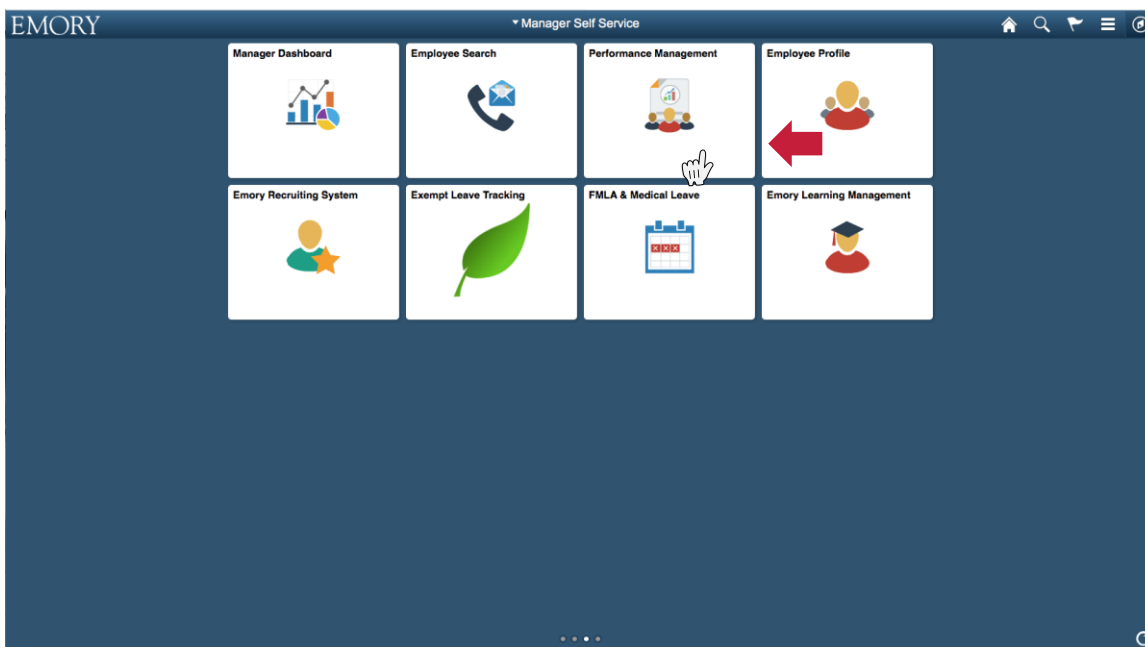 EMORY
Manager Self Service
Manager Dashboard
Employee Search
Performance Management
Employee Profile
Emory Recruiting System
Exempt Leave Tracking
FMLA & Medical Leave
Emory Learning Management